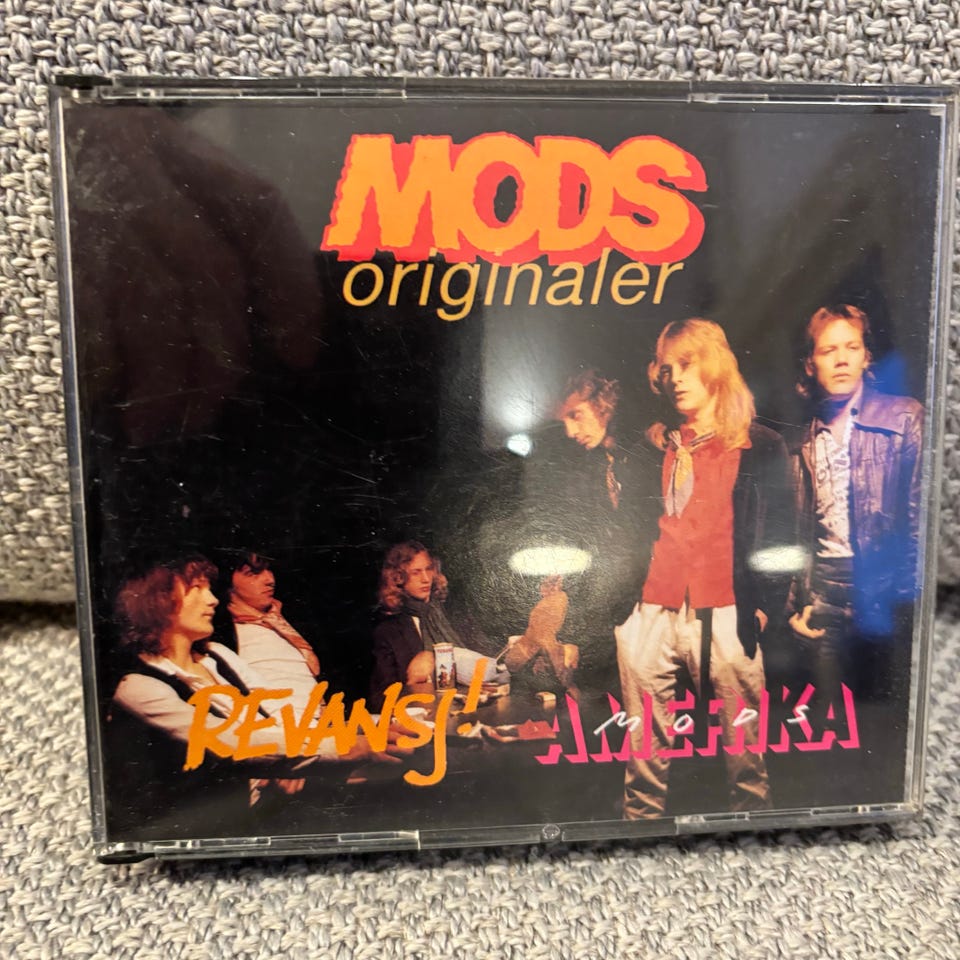 MODS
originaler
REVANSJ!
AMERIKA
MODS